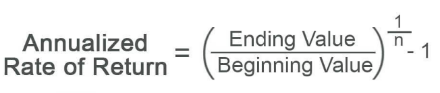 Annualized
Rate of Return = (Ending Value / Beginning Value)^(1/n) - 1